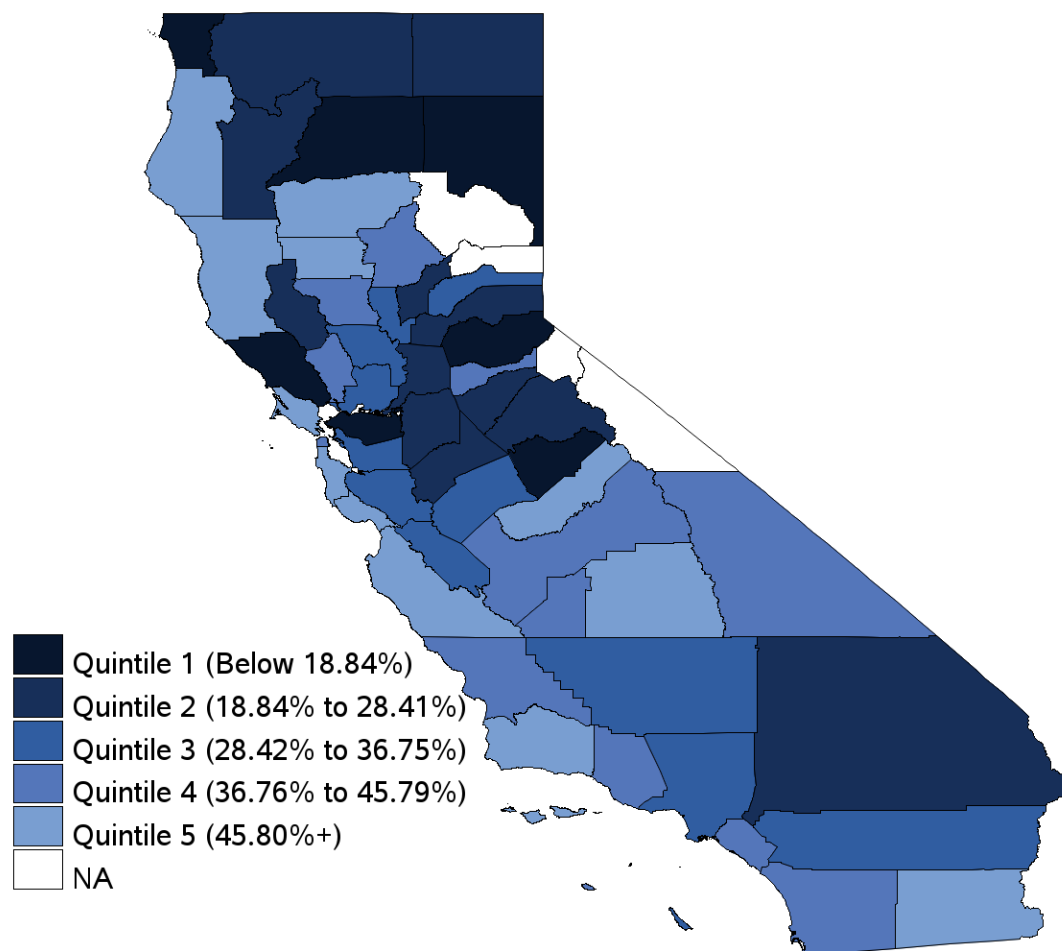 Quintile 1 (Below 18.84%)
Quintile 2 (18.84% to 28.41%)
Quintile 3 (28.42% to 36.75%)
Quintile 4 (36.76% to 45.79%)
Quintile 5 (45.80%+)
NA